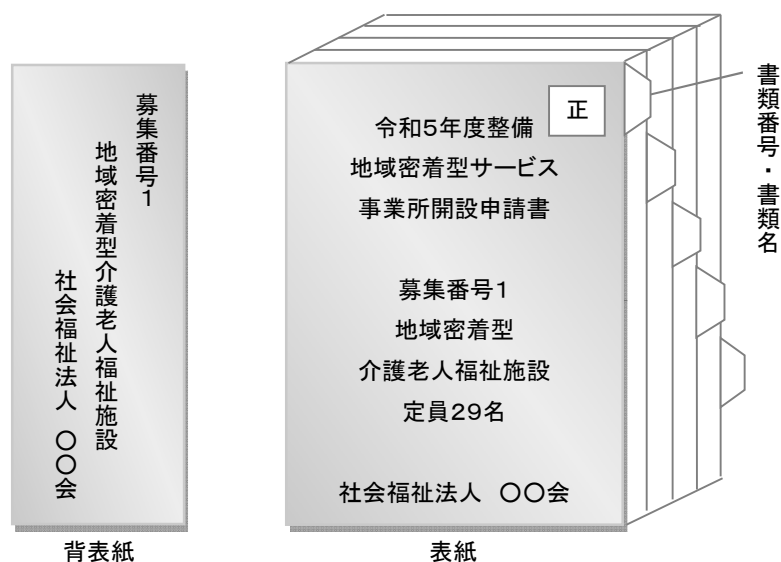 募集番号1
地域密着型介護老人福祉施設
社会福祉法人 〇〇会
背表紙
正
令和5年度整備
地域密着型サービス
事業所開設申請書
募集番号1
地域密着型
介護老人福祉施設
定員29名
社会福祉法人 〇〇会
表紙
書類番号・書類名